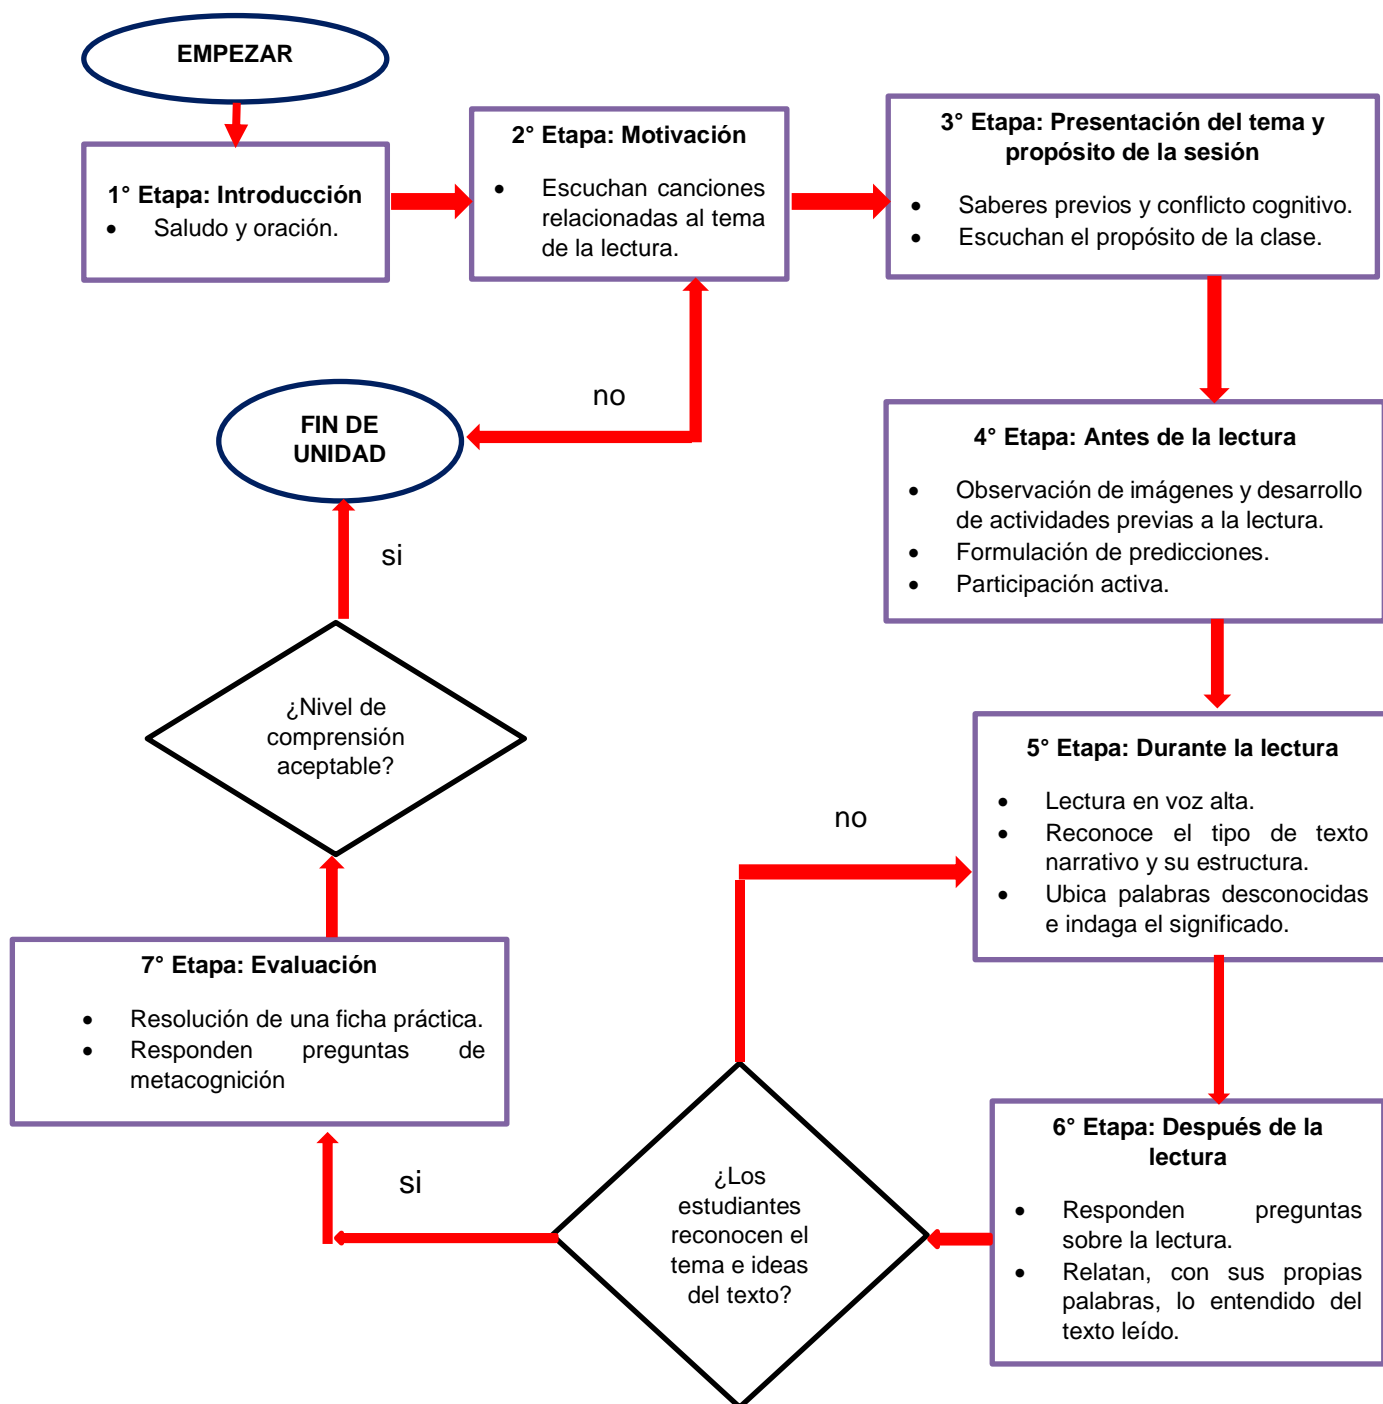 EMPEZAR
1° Etapa: Introducción
• Saludo y oración.
2° Etapa: Motivación
• Escuchan canciones
relacionadas al tema
de la lectura.
3° Etapa: Presentación del tema y
propósito de la sesión
• Saberes previos y conflicto cognitivo.
• Escuchan el propósito de la clase.
4° Etapa: Antes de la lectura
• Observación de imágenes y desarrollo
de actividades previas a la lectura.
• Formulación de predicciones.
• Participación activa.
5° Etapa: Durante la lectura
• Lectura en voz alta.
• Reconoce el tipo de texto
narrativo y su estructura.
• Ubica palabras desconocidas
e indaga el significado.
6° Etapa: Después de la
lectura
• Responden preguntas
sobre la lectura.
• Relatan, con sus propias
palabras, lo entendido del
texto leído.
¿Los
estudiantes
reconocen el
tema e ideas
del texto?
no
si
7° Etapa: Evaluación
• Resolución de una ficha práctica.
• Responden preguntas de
metacognición
¿Nivel de
comprensión
aceptable?
si
no
FIN DE
UNIDAD